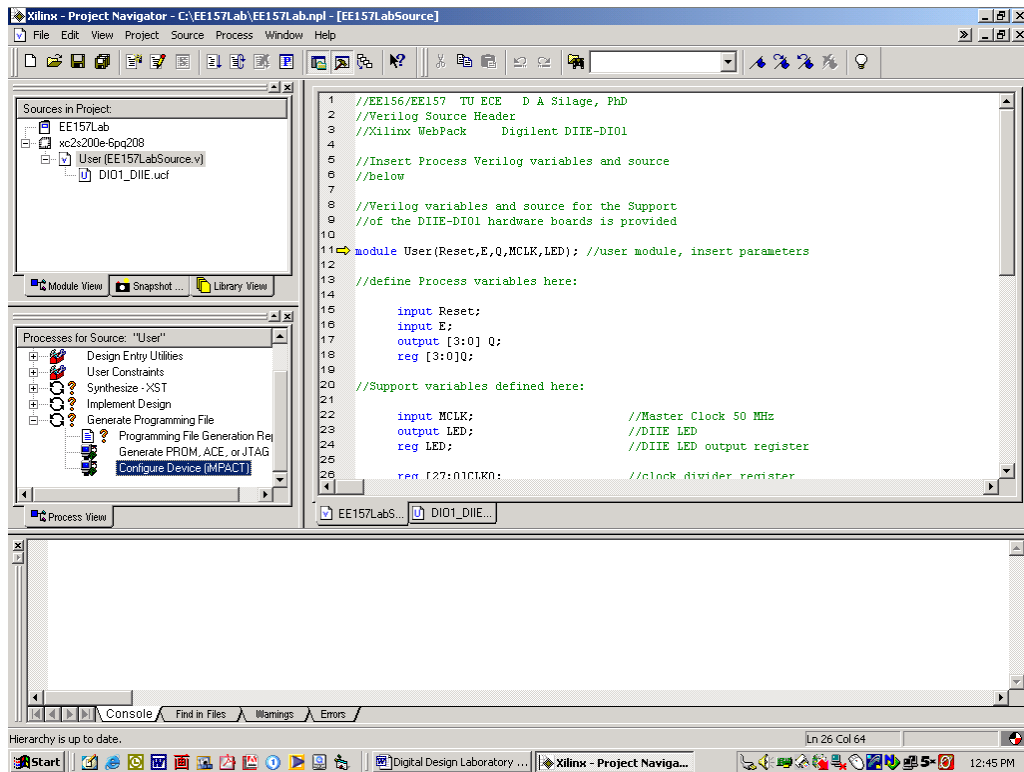 Xilinx - Project Navigator - C:\EE157Lab\EE157Lab.npl - [EE157LabSource]
File Edit View Project Source Process Window Help
Sources in Project:
EE157Lab
xc2s200e-6pq208
User (EE157LabSource.v)
DIO1_DIIE.ucf
Module View Snapshot ... Library View
Processes for Source: "User"
Design Entry Utilities
User Constraints
Synthesize - XST
Implement Design
Generate Programming File
Programming File Generation Rep
Generate PROM, ACE, or JTAG
Configure Device (iMPACT)
Process View
1 //EE156/EE157 TU ECE D A Silage, PhD
2 //Verilog Source Header
3 //Xilinx WebPack Digilent DIIE-DIO1
4
5 //Insert Process Verilog variables and source
6 //below
7
8 //Verilog variables and source for the Support
9 //of the DIIE-DIO1 hardware boards is provided
10
11 module User(Reset,E,Q,MCLK,LED); //user module, insert parameters
12
13 //define Process variables here:
14
15 input Reset;
16 input E;
17 output [3:0] Q;
18 reg [3:0]Q;
19
20 //Support variables defined here:
21
22 input MCLK; //Master Clock 50 MHz
23 output LED; //DIIE LED
24 reg LED; //DIIE LED output register
25
26 reg [27:0]CLKQ; //clock divider register
EE157LabS... DIO1_DIIE...
Console Find in Files Warnings Errors
Hierarchy is up to date.
Ln 26 Col 64
Start Digital Design Laboratory ... Xilinx - Project Naviga... 12:45 PM